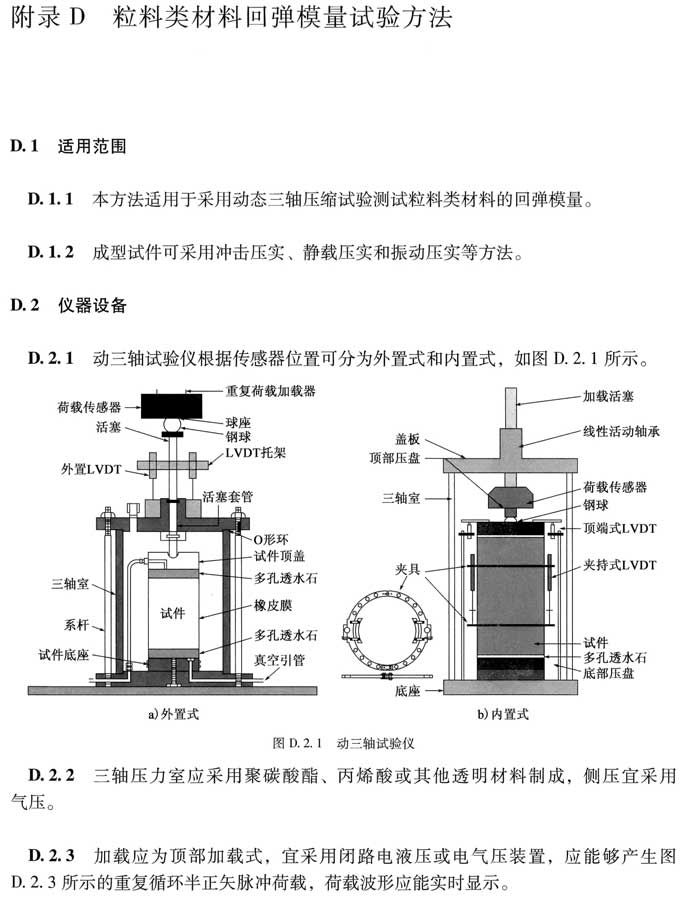 附录 D 粒料类材料回弹模量试验方法
D.1 适用范围
D.1.1 本方法适用于采用动态三轴压缩试验测试粒料类材料的回弹模量。
D.1.2 成型试件可采用冲击压实、静载压实和振动压实等方法。
D.2 仪器设备
D.2.1 动三轴试验仪根据传感器位置可分为外置式和内置式，如图 D.2.1 所示。
重复荷载加载器
荷载传感器
球座
活塞
钢球
LVDT托架
外置LVDT
活塞套管
O形环
试件顶盖
多孔透水石
三轴室
橡皮膜
试件
系杆
多孔透水石
试件底座
真空引管
a)外置式
加载活塞
线性活动轴承
盖板
顶部压盘
荷载传感器
三轴室
钢球
顶端式LVDT
夹具
夹持式LVDT
试件
多孔透水石
底部压盘
底座
b)内置式
图 D.2.1 动三轴试验仪
D.2.2 三轴压力室应采用聚碳酸酯、丙烯酸或其他透明材料制成，侧压宜采用
气压。
D.2.3 加载应为顶部加载式，宜采用闭路电液压或电气压装置，应能够产生图
D.2.3 所示的重复循环半正矢脉冲荷载，荷载波形应能实时显示。